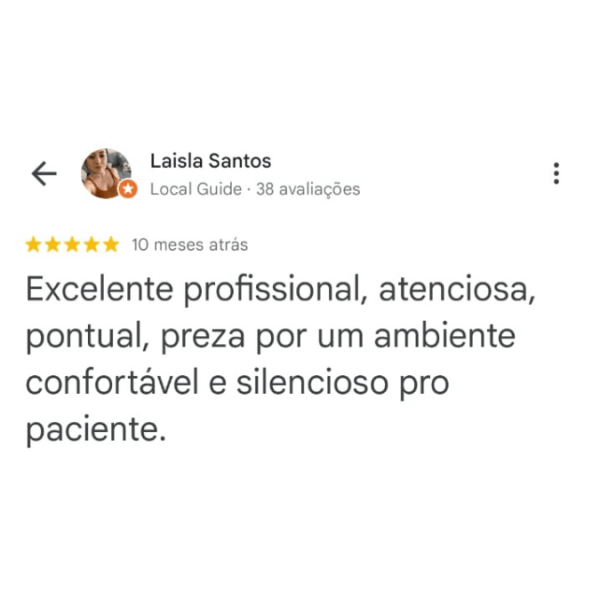 Laisla Santos
Local Guide · 38 avaliações
10 meses atrás
Excelente profissional, atenciosa,
pontual, preza por um ambiente
confortável e silencioso pro
paciente.